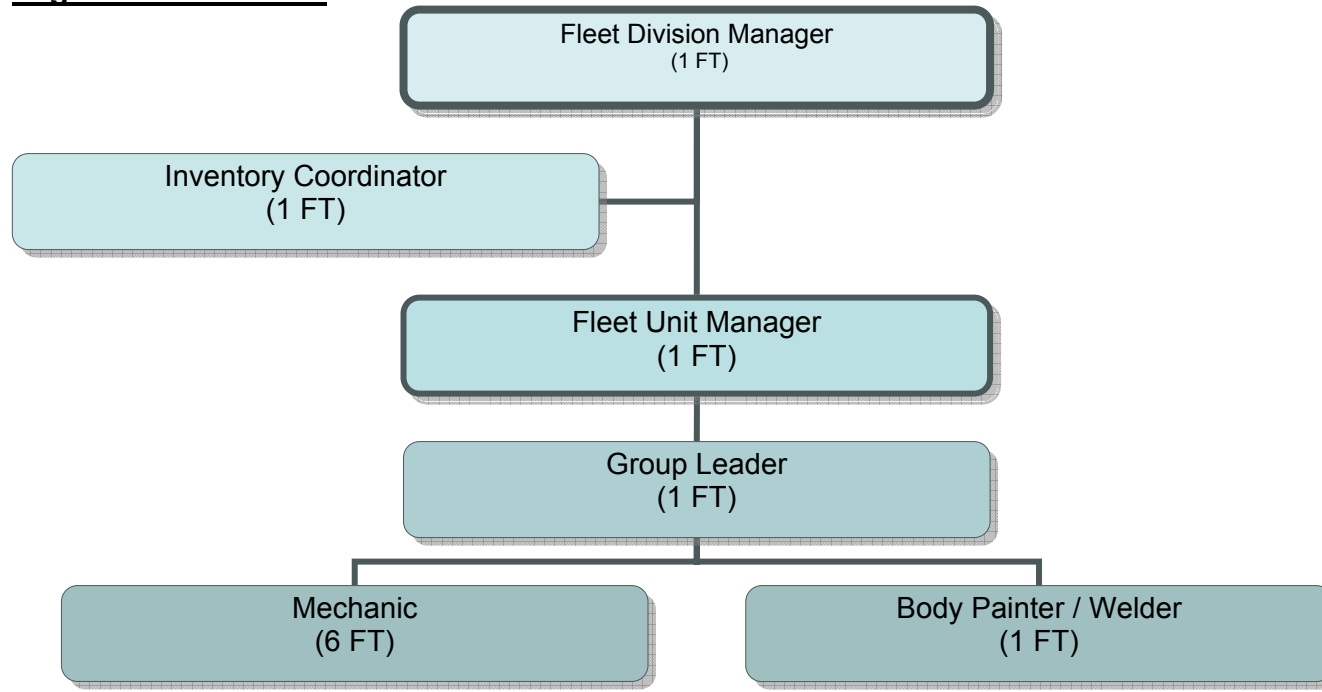 Fleet Division Manager
(1 FT)
Inventory Coordinator
(1 FT)
Fleet Unit Manager
(1 FT)
Group Leader
(1 FT)
Mechanic
(6 FT)
Body Painter / Welder
(1 FT)